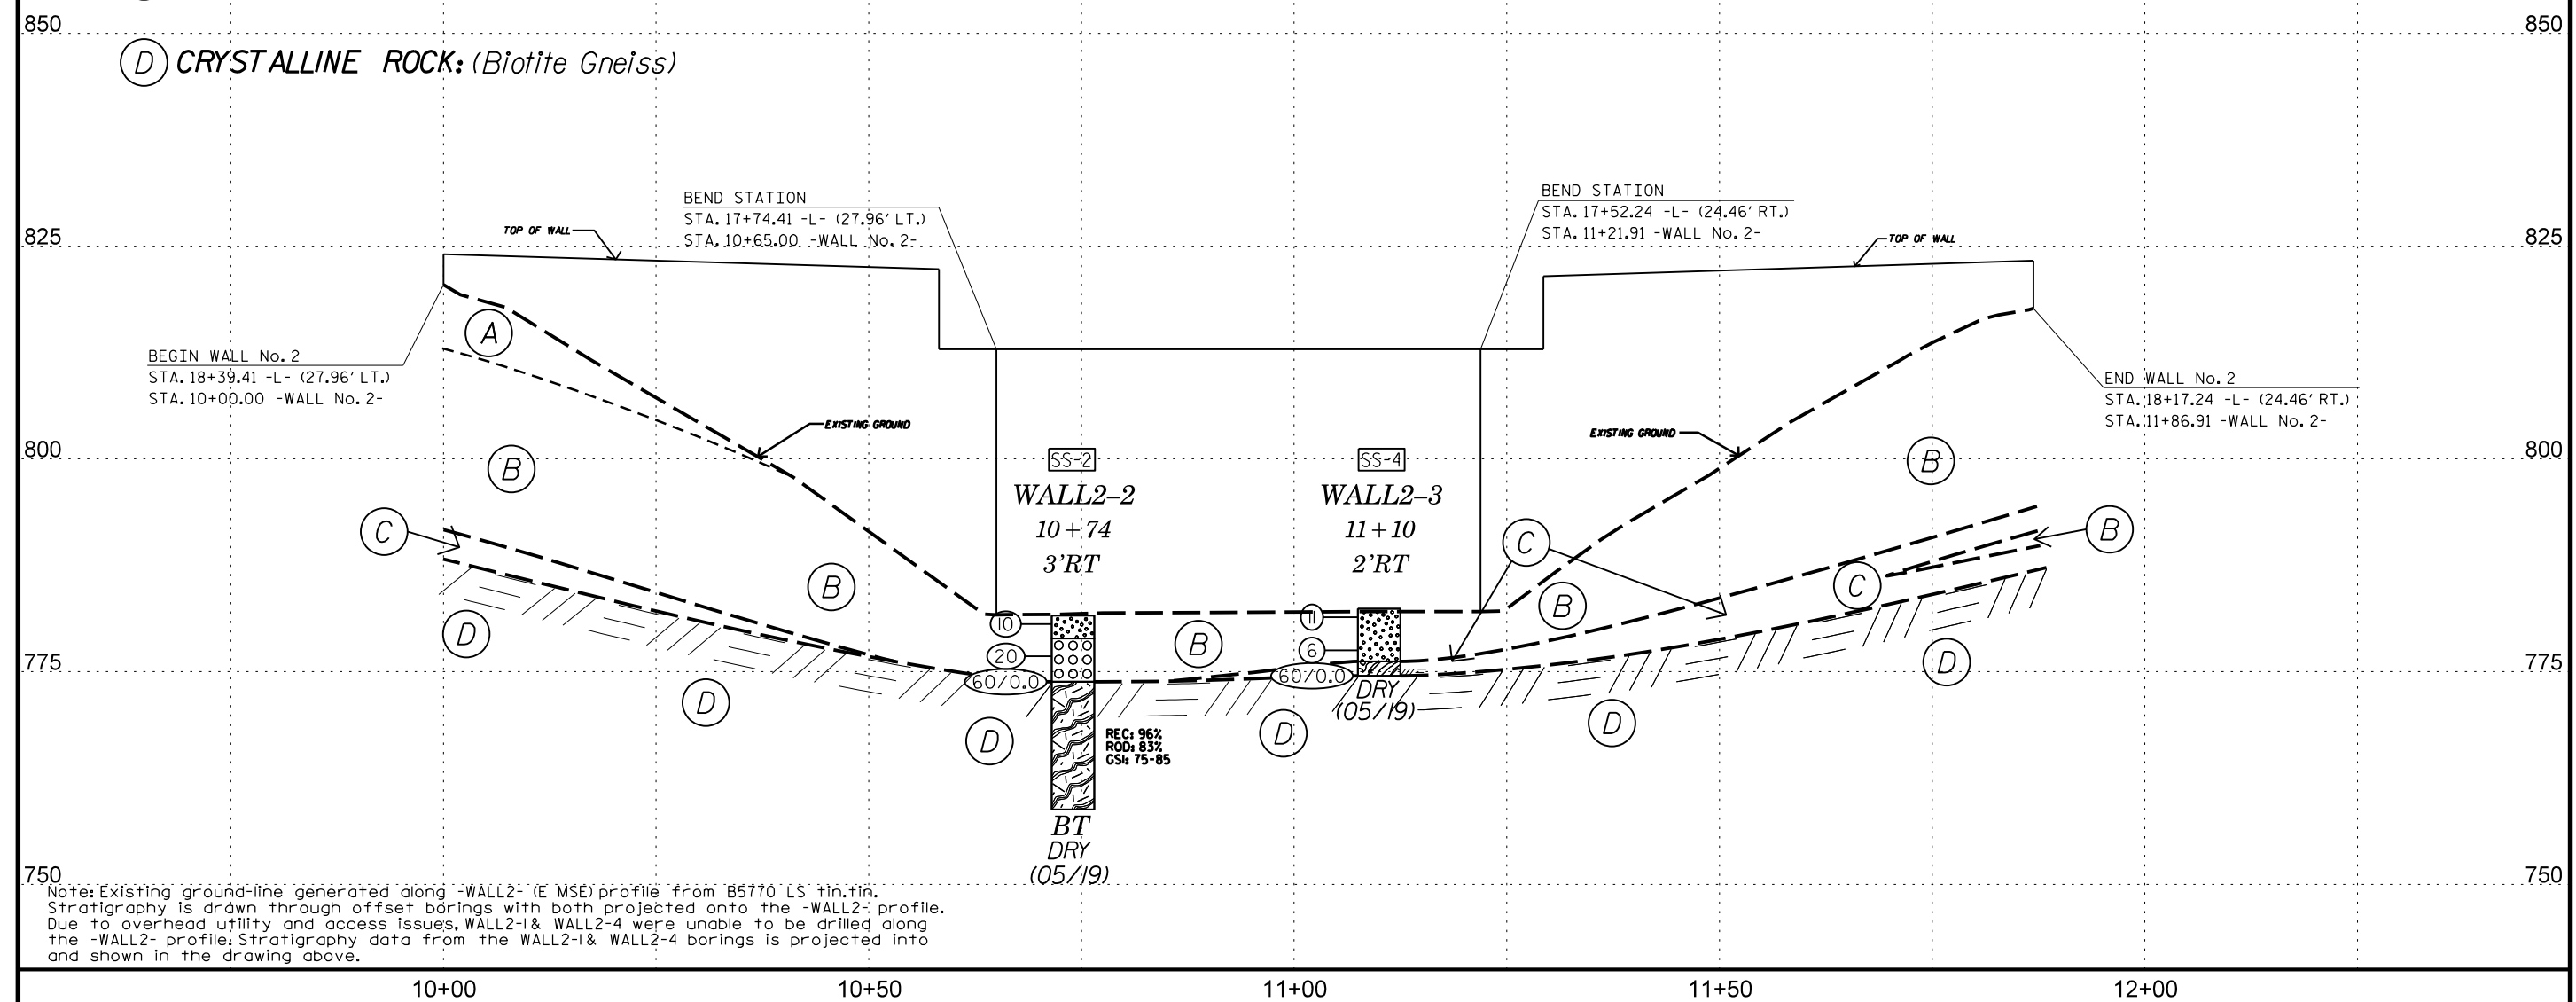 850
850
D CRYSTALLINE ROCK: (Biotite Gneiss)
BEND STATION
STA. 17+74.41 -L- (27.96' LT.)
STA. 10+65.00 -WALL No. 2-
BEND STATION
STA. 17+52.24 -L- (24.46' RT.)
STA. 11+21.91 -WALL No. 2-
825
825
TOP OF WALL
TOP OF WALL
A
BEGIN WALL No. 2
STA. 18+39.41 -L- (27.96' LT.)
STA. 10+00.00 -WALL No. 2-
END WALL No. 2
STA. 18+17.24 -L- (24.46' RT.)
STA. 11+86.91 -WALL No. 2-
EXISTING GROUND
EXISTING GROUND
800
800
B
B
SS-2
WALL2-2
10+74
3'RT
SS-4
WALL2-3
11+10
2'RT
C
C
B
B
B
C
10
11
B
B
20
6
D
D
775
775
60/0.0
60/0.0
DRY
(05/19)
D
D
D
D
REC: 96%
RQD: 83%
GSI: 75-85
BT
DRY
(05/19)
750
750
Note: Existing ground-line generated along -WALL2- (E MSE) profile from B5770 LS tin.tin.
Stratigraphy is drawn through offset borings with both projected onto the -WALL2- profile.
Due to overhead utility and access issues, WALL2-1 & WALL2-4 were unable to be drilled along
the -WALL2- profile. Stratigraphy data from the WALL2-1 & WALL2-4 borings is projected into
and shown in the drawing above.
10+00
10+50
11+00
11+50
12+00